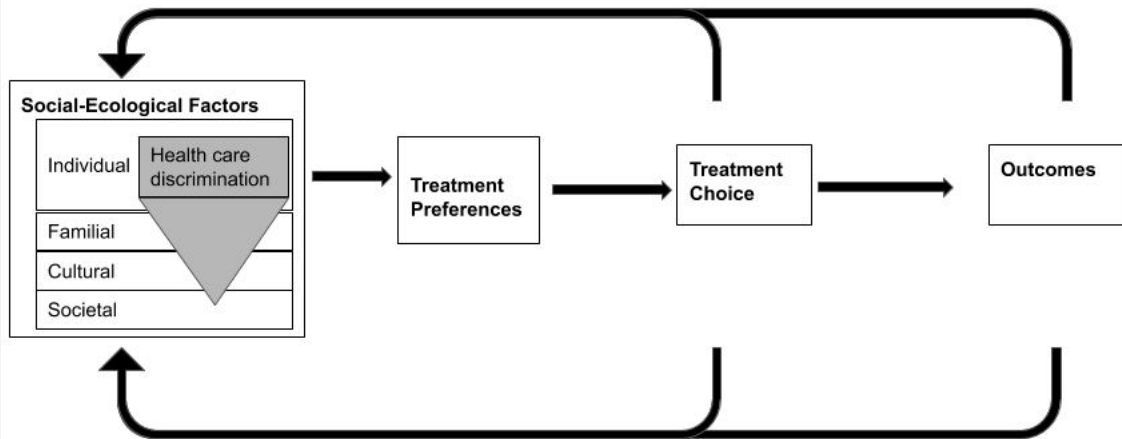 Social-Ecological Factors
Individual
Health care
discrimination
Familial
Cultural
Societal
Treatment
Preferences
Treatment
Choice
Outcomes